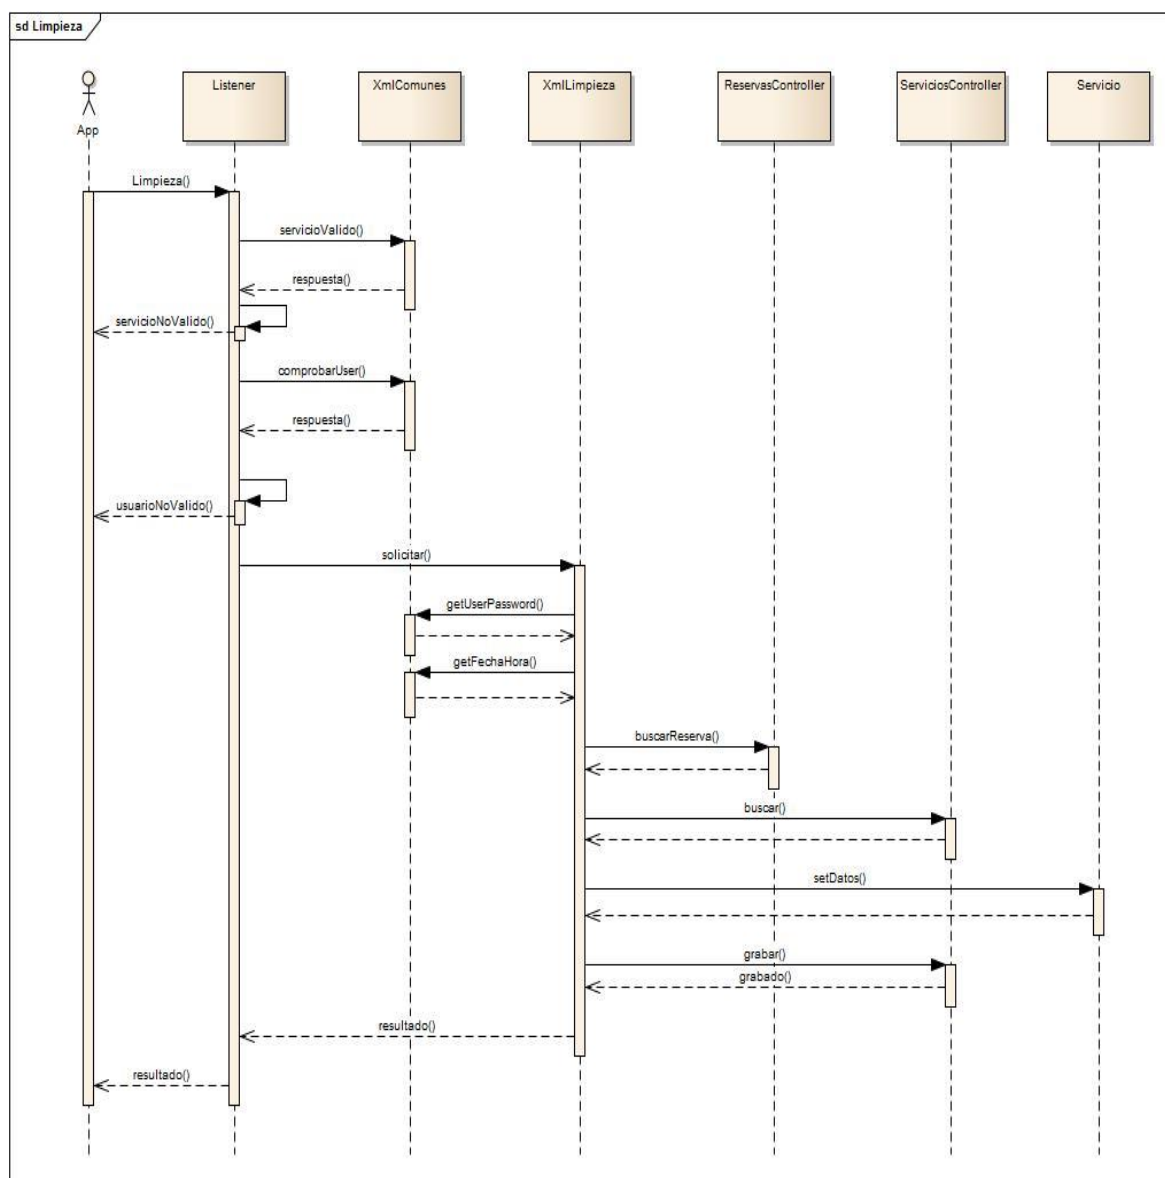 sd Limpieza
App
Listener
XmlComunes
XmlLimpieza
ReservasController
ServiciosController
Servicio
Limpieza()
servicioValido()
respuesta()
servicioNoValido()
comprobarUser()
respuesta()
usuarioNoValido()
solicitar()
getUserPassword()
getFechaHora()
buscarReserva()
buscar()
setDatos()
grabar()
grabado()
resultado()
resultado()